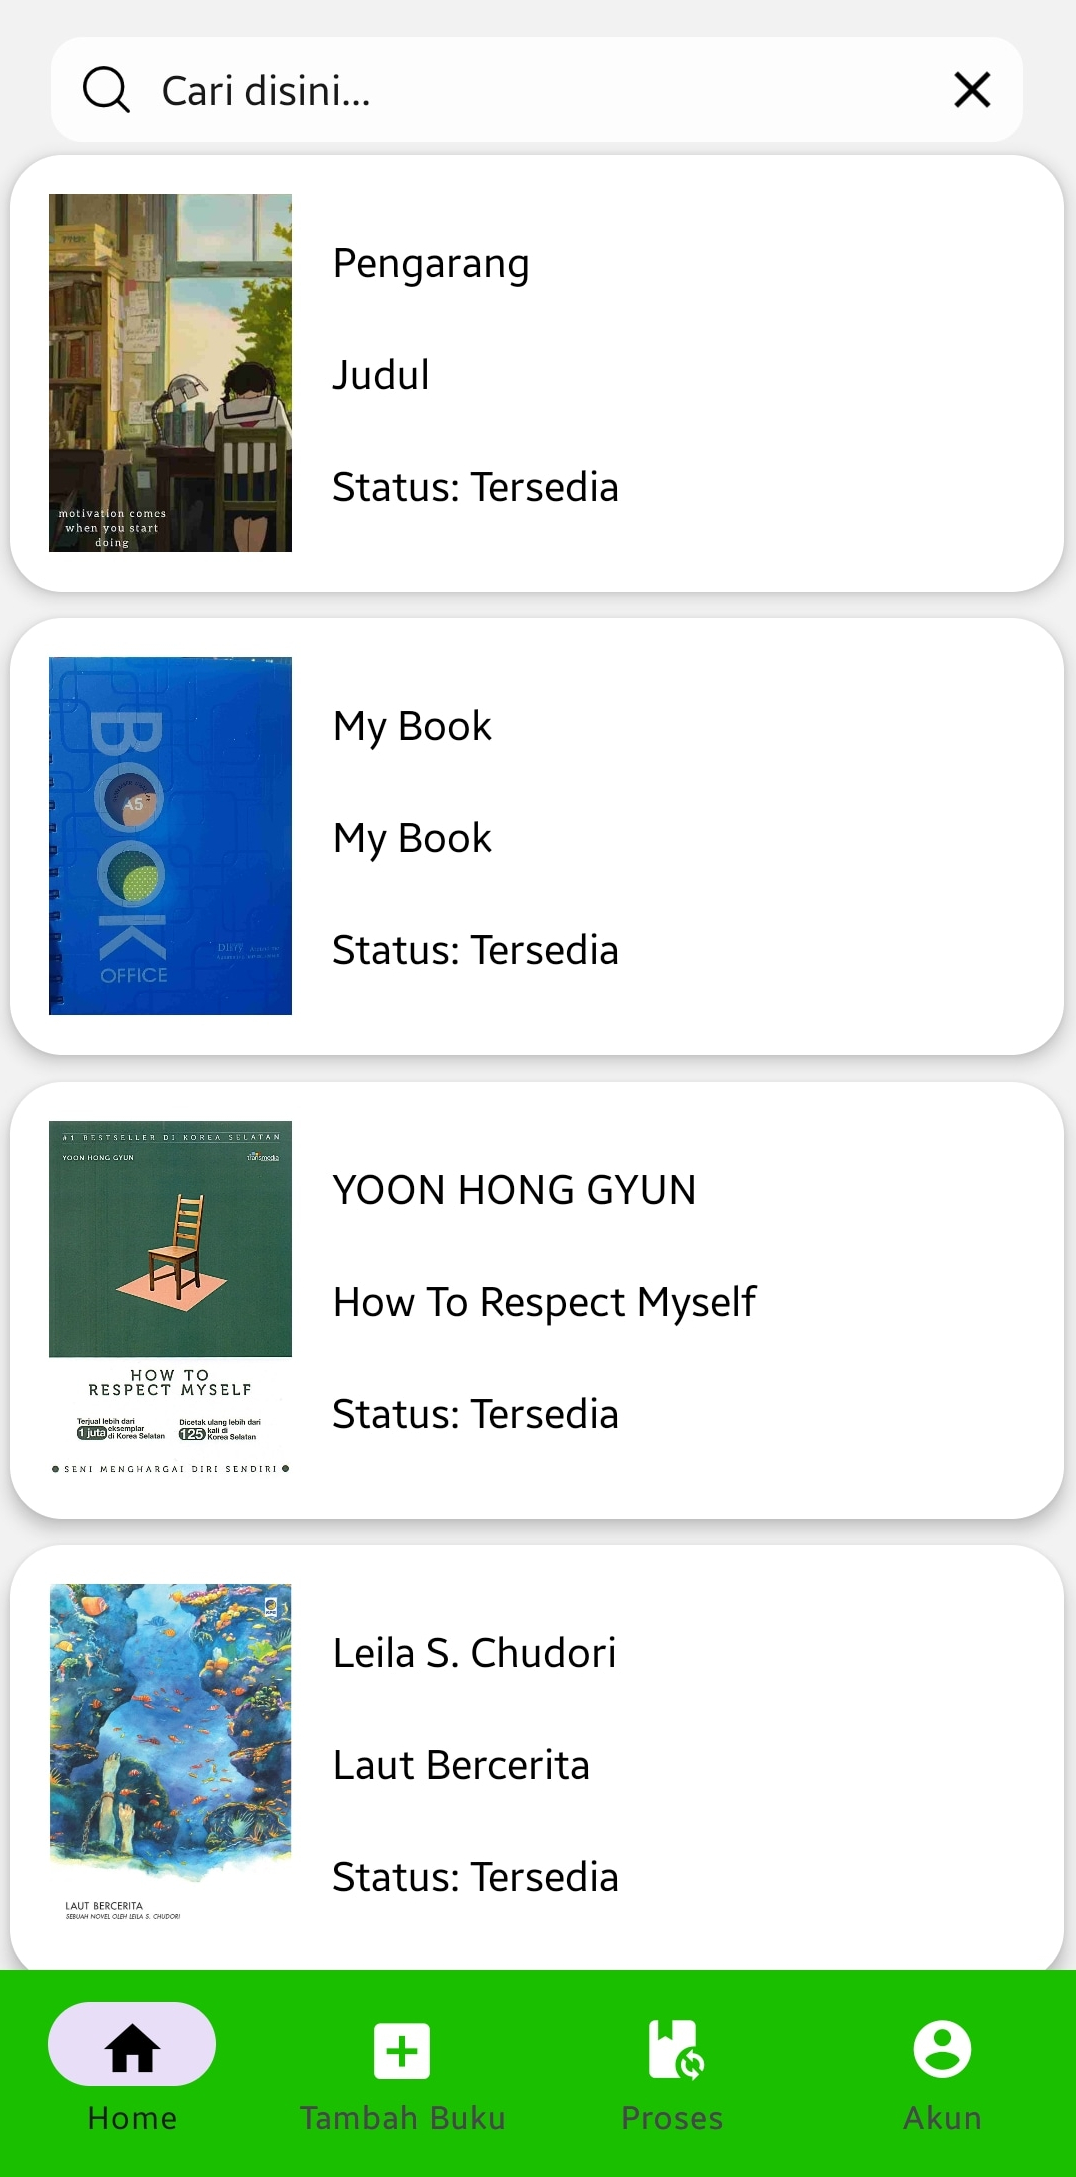 Cari disini...
Pengarang
Judul
Status: Tersedia
motivation comes
when you start
doing
My Book
My Book
Status: Tersedia
BOOK
A5
OFFICE
YOON HONG GYUN
How To Respect Myself
Status: Tersedia
#1 BESTSELLER DI KOREA SELATAN
YOON HONG GYUN
transmedia
HOW TO
RESPECT MYSELF
Terjual lebih dari
1 juta eksemplar
di Korea Selatan
Dicetak ulang lebih dari
125 kali di
Korea Selatan
SENI MENGHARGAI DIRI SENDIRI
Leila S. Chudori
Laut Bercerita
Status: Tersedia
LAUT BERCERITA
SEBUAH NOVEL OLEH LEILA S. CHUDORI
Home
Tambah Buku
Proses
Akun